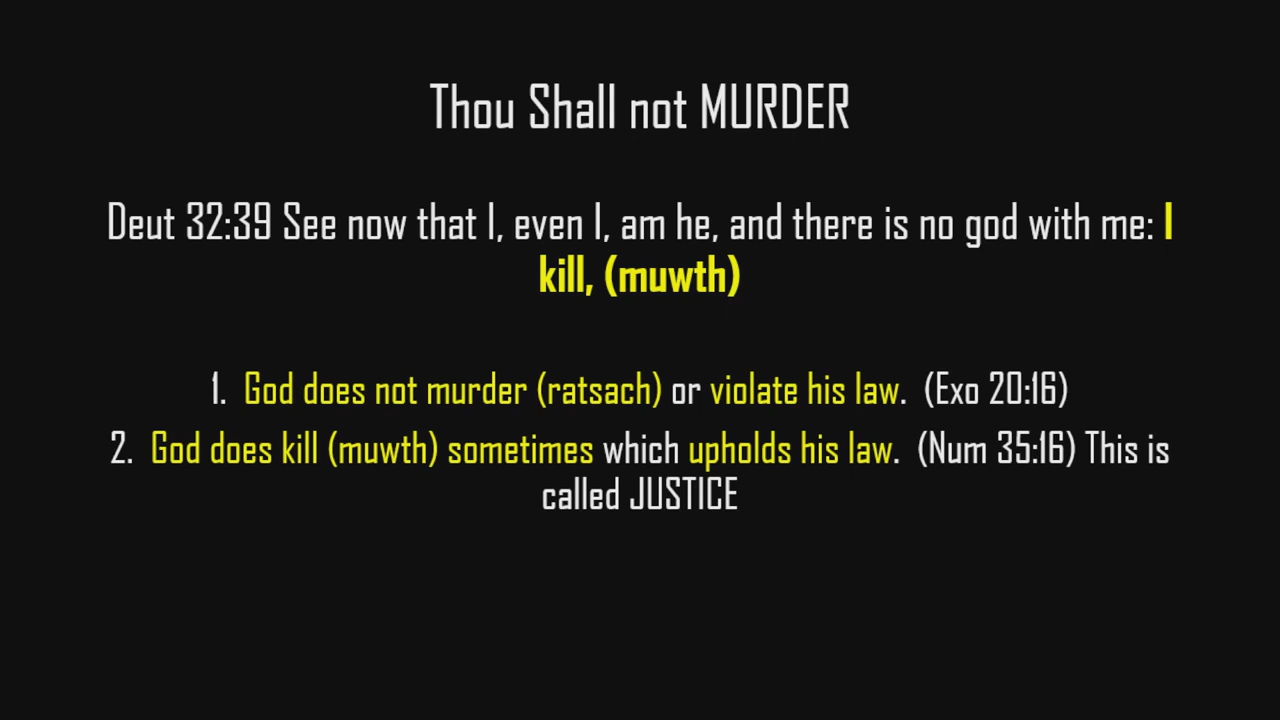 Thou Shall not MURDER
Deut 32:39 See now that I, even I, am he, and there is no god with me: I
kill, (muwth)
1. God does not murder (ratsach) or violate his law. (Exo 20:16)
2. God does kill (muwth) sometimes which upholds his law. (Num 35:16) This is
called JUSTICE